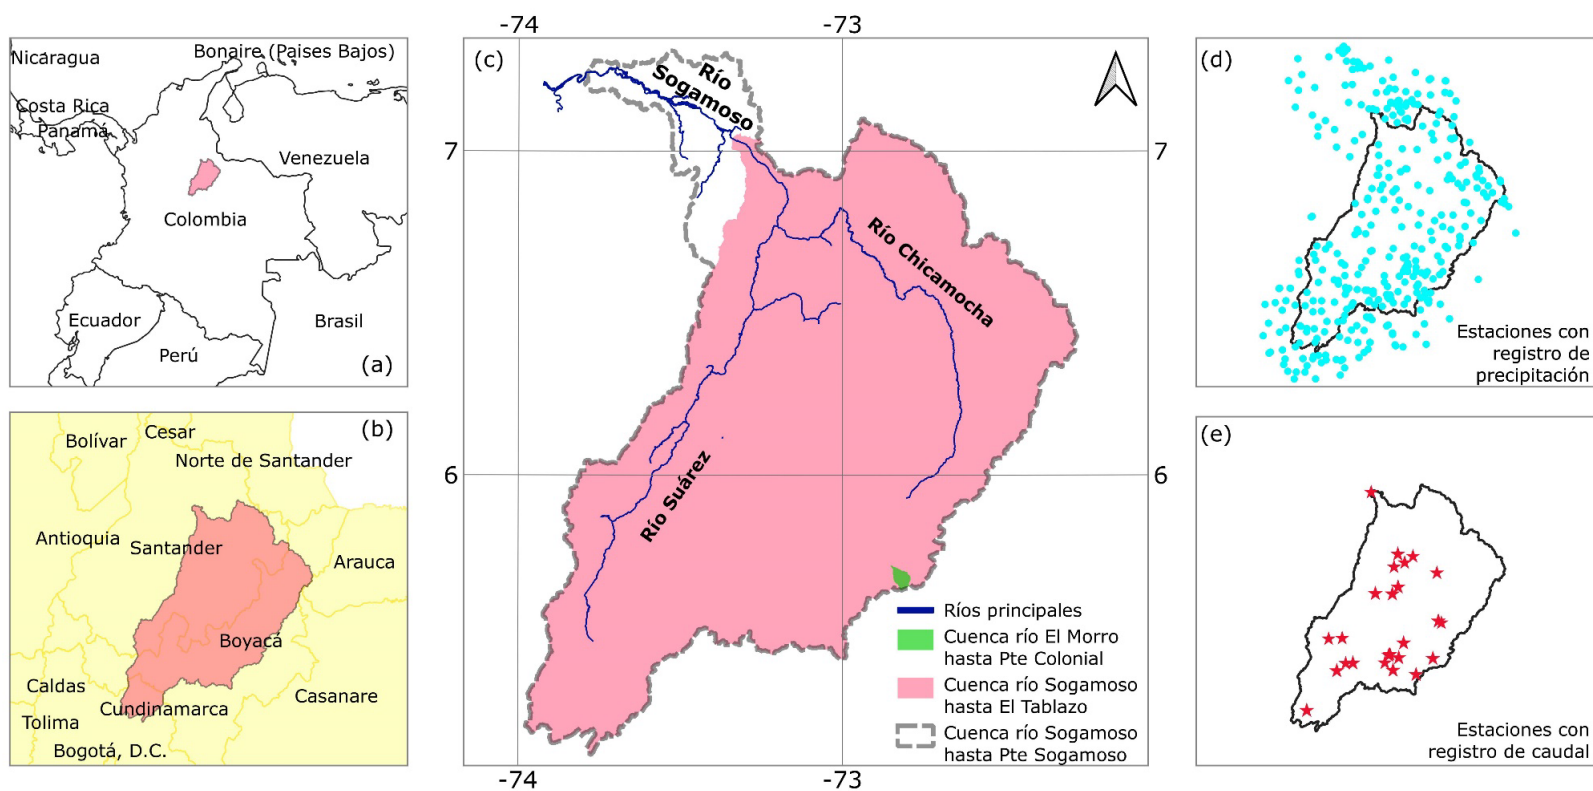 Nicaragua
Bonaire (Paises Bajos)
Costa Rica
Panamá
Venezuela
Colombia
Ecuador
Brasil
Perú
(a)
(b)
Bolívar
Cesar
Norte de Santander
Antioquia
Santander
Arauca
Boyacá
Caldas
Casanare
Cundinamarca
Tolima
Bogotá, D.C.
-74
-73
(c)
Río
Sogamoso
7
7
Río Chicamocha
6
6
Río Suárez
Ríos principales
Cuenca río El Morro
hasta Pte Colonial
Cuenca río Sogamoso
hasta El Tablazo
Cuenca río Sogamoso
hasta Pte Sogamoso
-74
-73
(d)
Estaciones con
registro de
precipitación
(e)
Estaciones con
registro de caudal